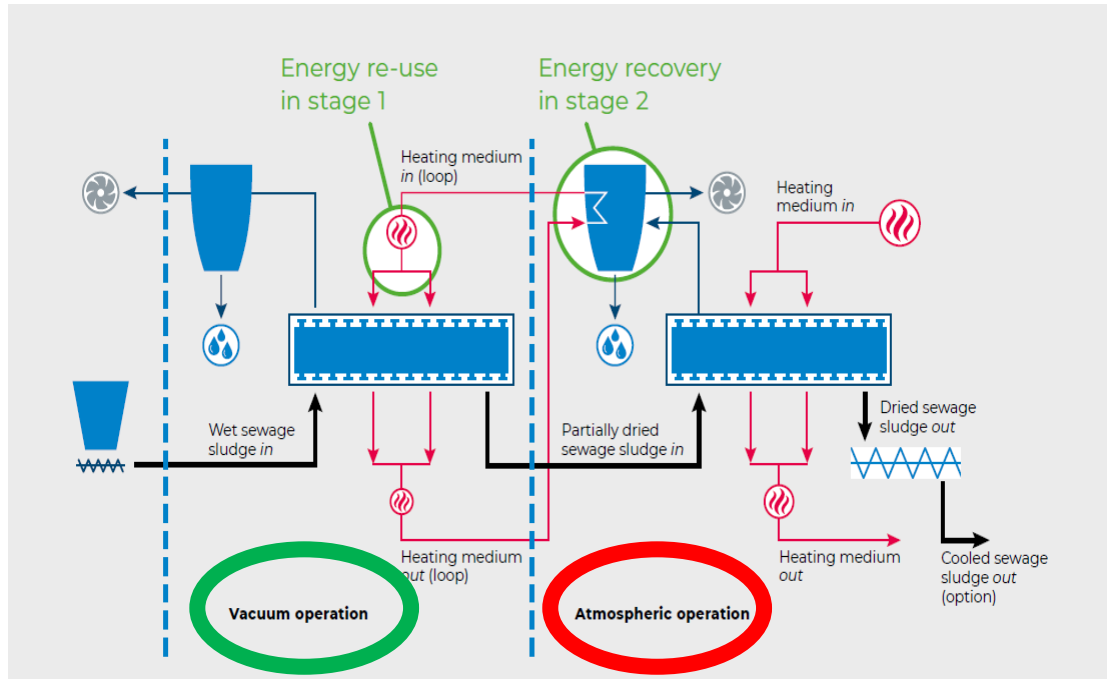 Energy re-use
in stage 1
Energy recovery
in stage 2
Heating medium
in (loop)
Heating
medium in
Wet sewage
sludge in
Partially dried
sewage sludge in
Dried sewage
sludge out
Heating medium
out (loop)
Heating medium
out
Cooled sewage
sludge out
(option)
Vacuum operation
Atmospheric operation